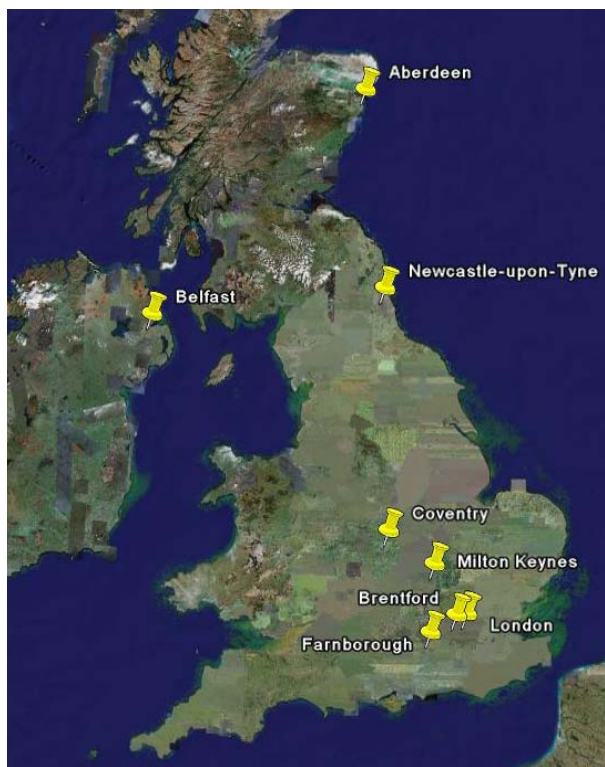 Aberdeen
Newcastle-upon-Tyne
Belfast
Coventry
Milton Keynes
Brentford
London
Farnborough